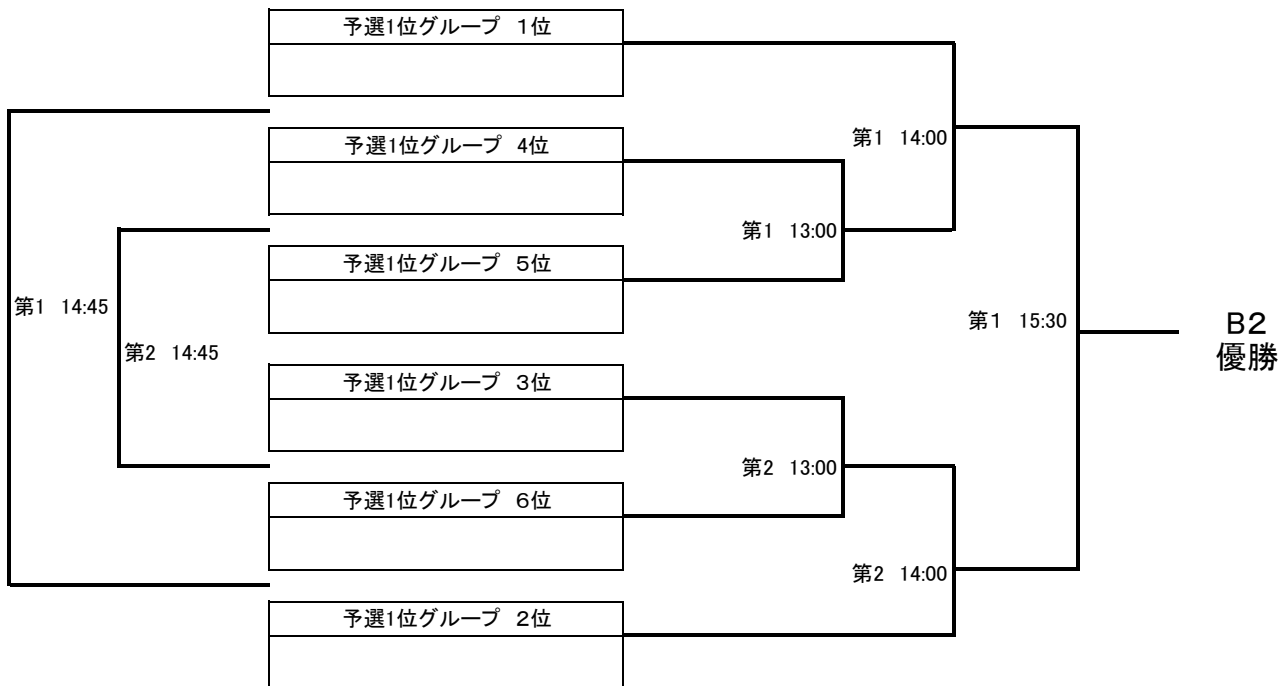 予選1位グループ　１位
予選1位グループ　4位
第1　14:00
第1　13:00
予選1位グループ　５位
第1　14:45
第１　15:30
Ｂ２
優勝
第2　14:45
予選1位グループ　３位
第2　13:00
予選1位グループ　６位
第2　14:00
予選1位グループ　２位